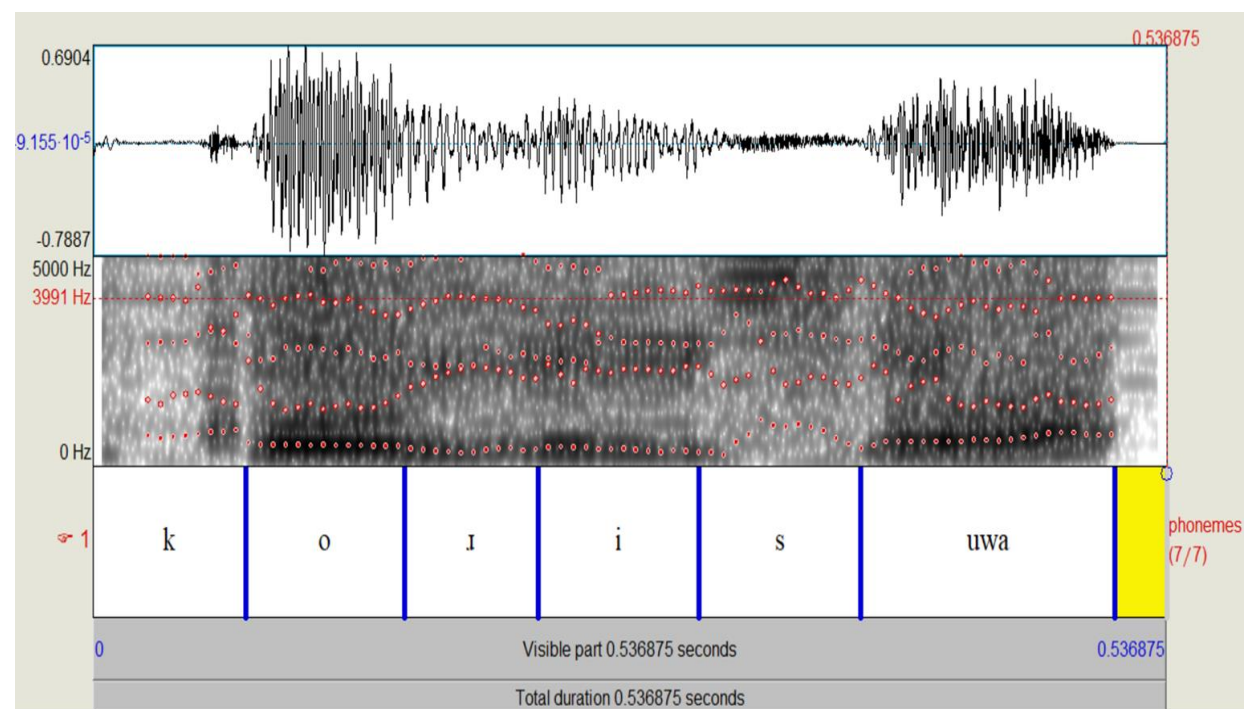 0.536875
0.6904
-9.155·10-5
-0.7887
5000 Hz
3991 Hz
0 Hz
k o ɹ i s uwa
☞ 1
phonemes
(7/7)
0 Visible part 0.536875 seconds 0.536875
Total duration 0.536875 seconds